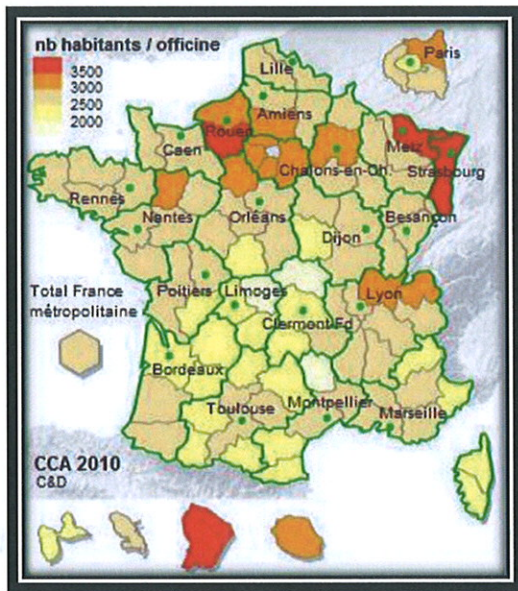 nb habitants / officine
3500
3000
2500
2000
Paris
Lille
Amiens
Rouen
Caen
Metz
Chalons-en-Ch.
Strasbourg
Rennes
Nantes
Orléans
Besançon
Dijon
Total France
métropolitaine
Poitiers
Limoges
Lyon
Clermont-Fd
Bordeaux
Toulouse
Montpellier
Marseille
CCA 2010
C&D